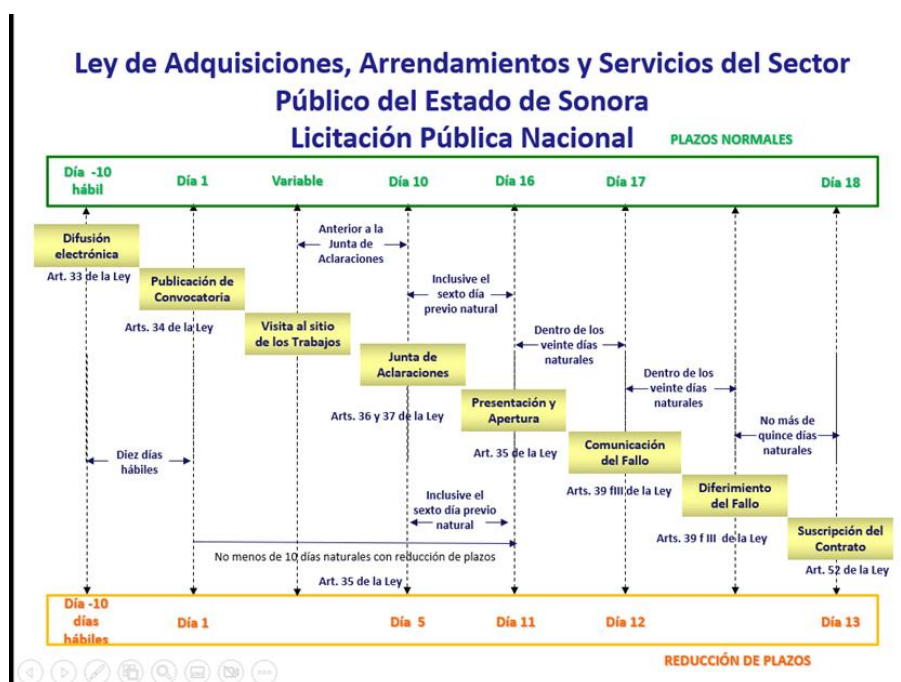 Ley de Adquisiciones, Arrendamientos y Servicios del Sector
Público del Estado de Sonora
Licitación Pública Nacional
PLAZOS NORMALES
Día -10
hábil
Día 1
Variable
Día 10
Día 16
Día 17
Día 18
Difusión
electrónica
Art. 33 de la Ley
Anterior a la
Junta de
Aclaraciones
Publicación de
Convocatoria
Arts. 34 de la Ley
Inclusive el
sexto día
previo natural
Visita al sitio
de los Trabajos
Dentro de los
veinte días
naturales
Junta de
Aclaraciones
Arts. 36 y 37 de la Ley
Dentro de los
veinte días
naturales
Presentación y
Apertura
Art. 35 de la Ley
No más de
quince días
naturales
Comunicación
del Fallo
Arts. 39 fIII de la Ley
Diez días
hábiles
Diferimiento
del Fallo
Arts. 39 f III de la Ley
Inclusive el
sexto día previo
natural
Suscripción del
Contrato
Art. 52 de la Ley
No menos de 10 días naturales con reducción de plazos
Art. 35 de la Ley
Día -10
días
hábiles
Día 1
Día 5
Día 11
Día 12
Día 13
REDUCCIÓN DE PLAZOS